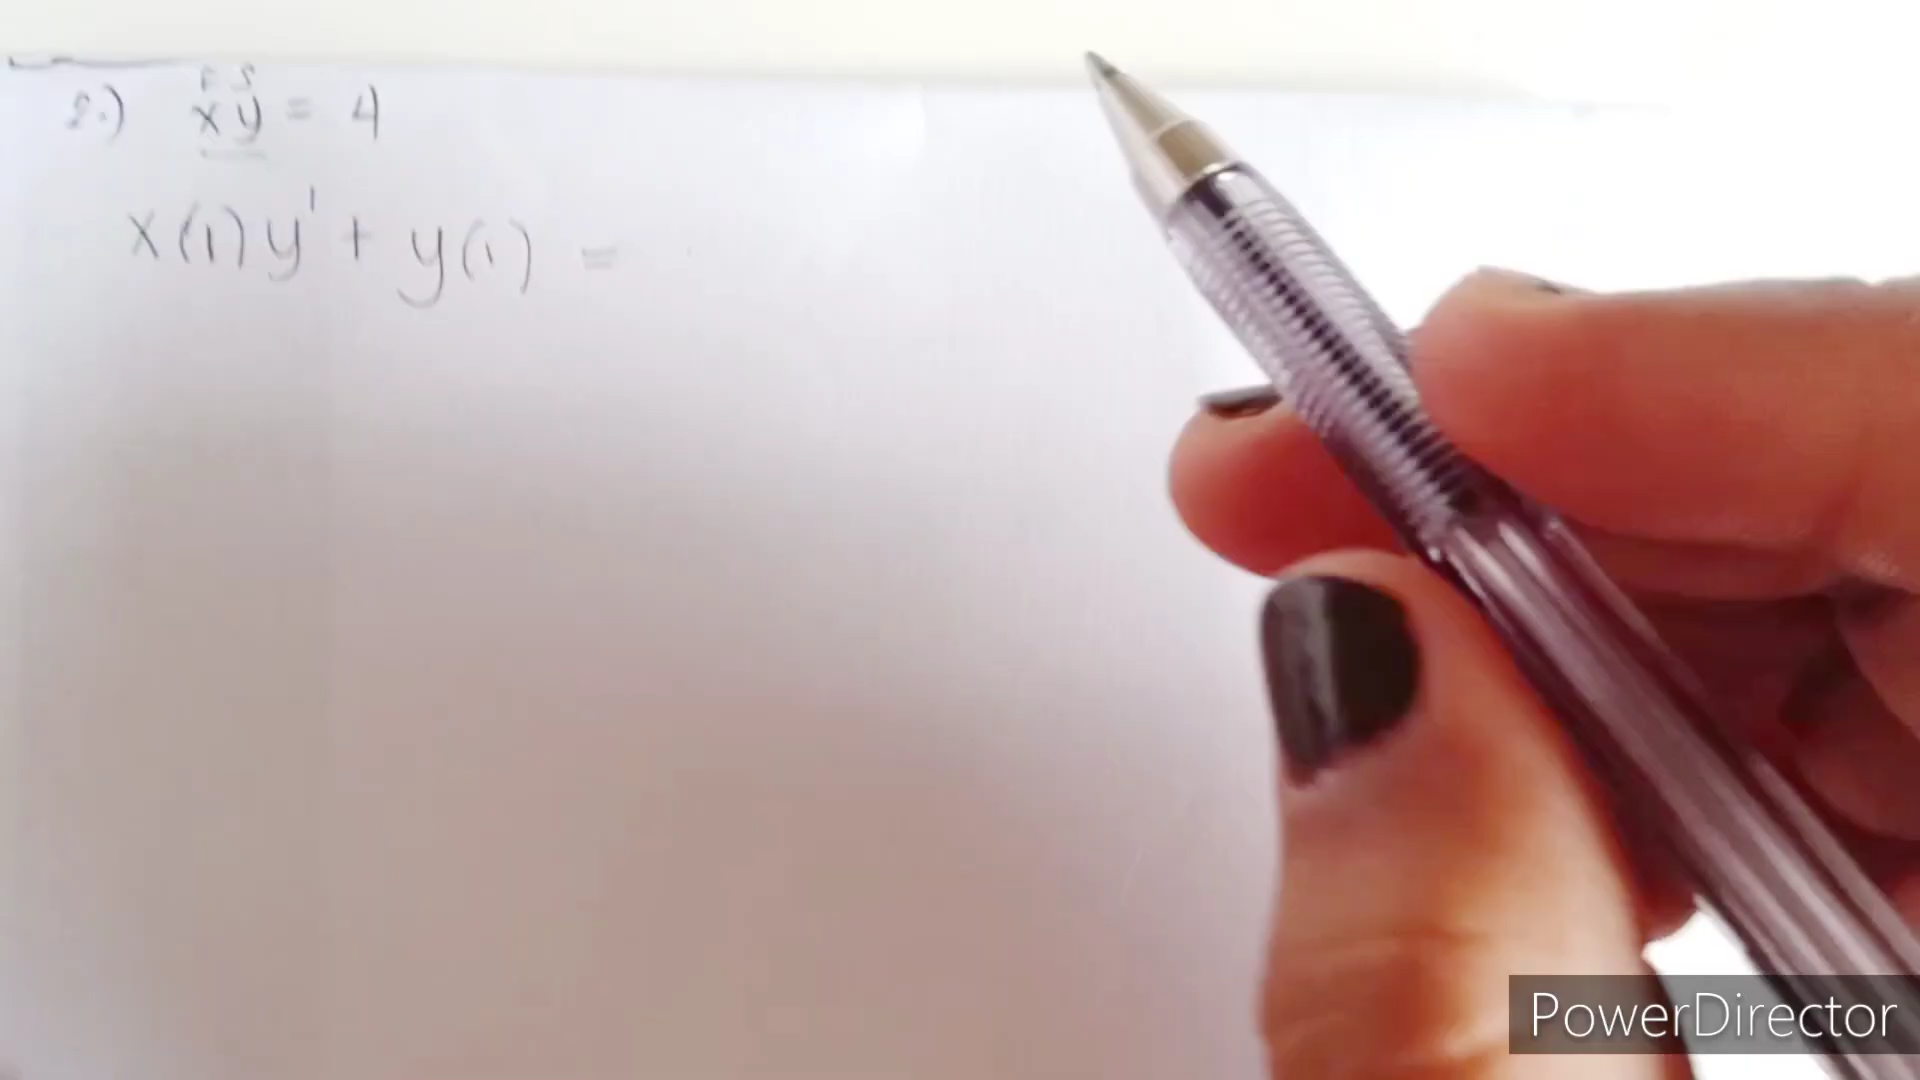 F S
2.) xy = 4
x(1)y' + y(1) =
PowerDirector